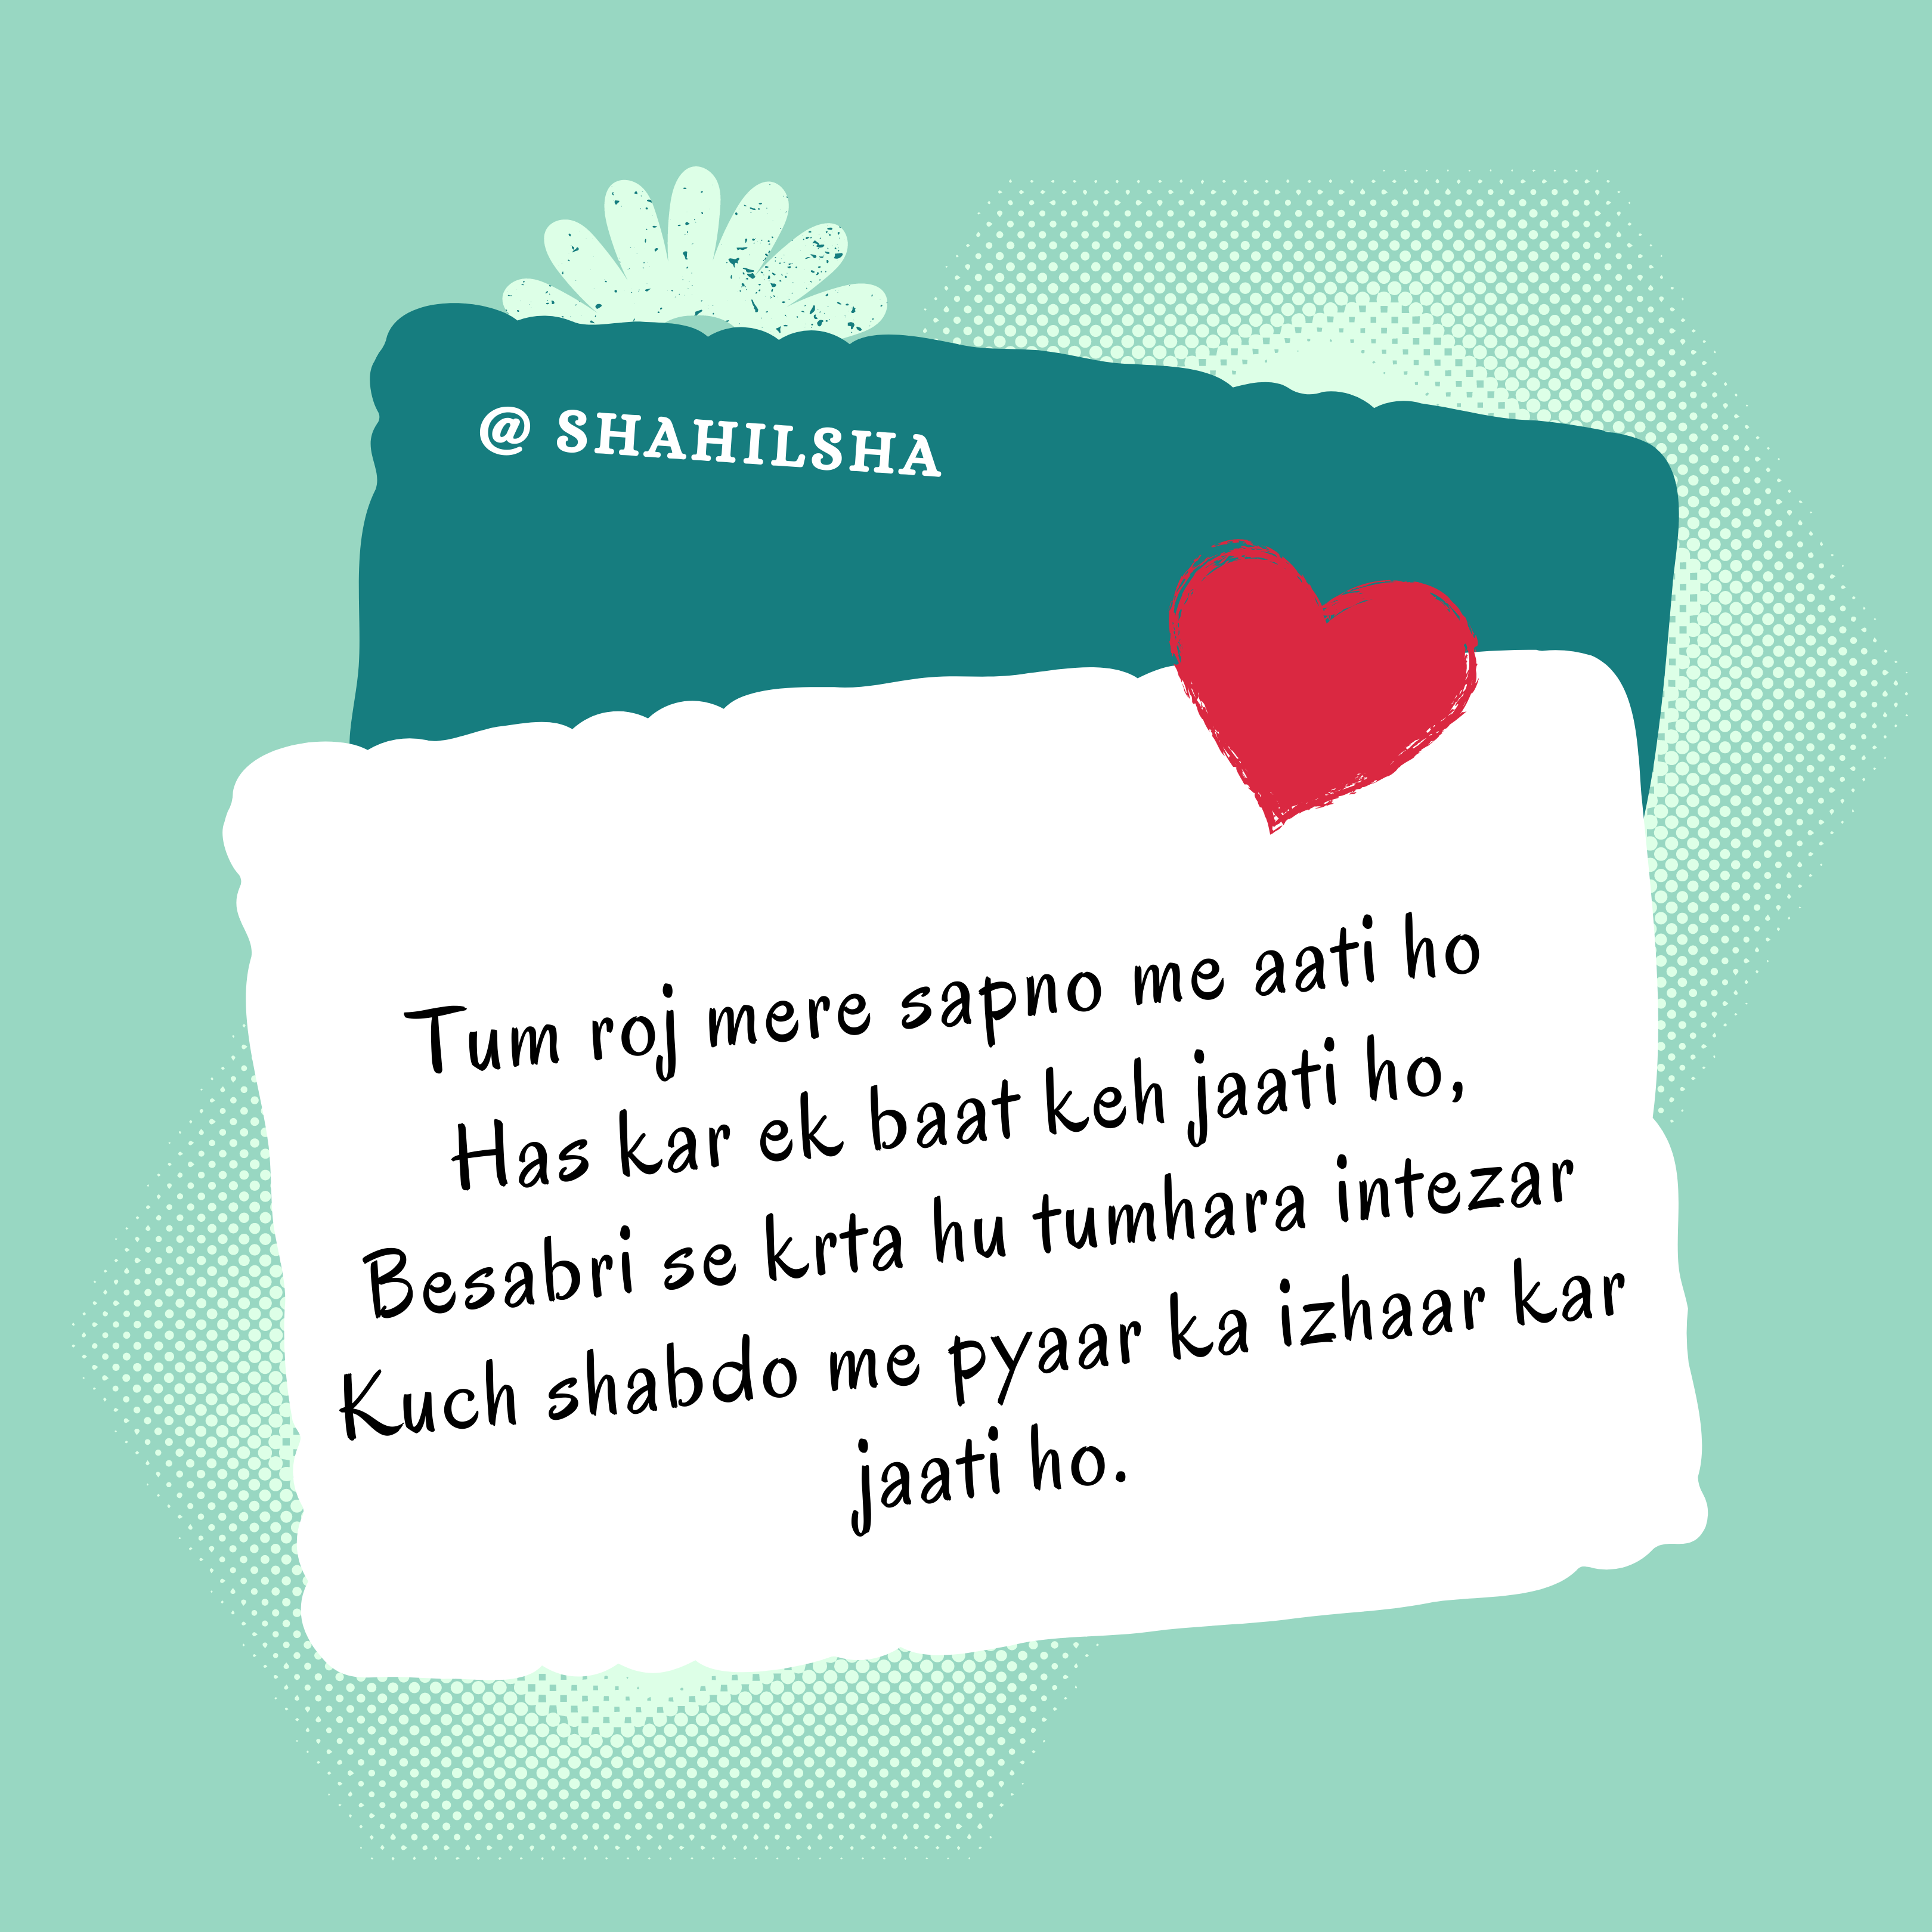 @ SHAHILSHA
Tum roj mere sapno me aati ho
Has kar ek baat keh jaati ho,
Besabri se krta hu tumhara intezar
Kuch shabdo me pyaar ka izhaar kar
jaati ho.